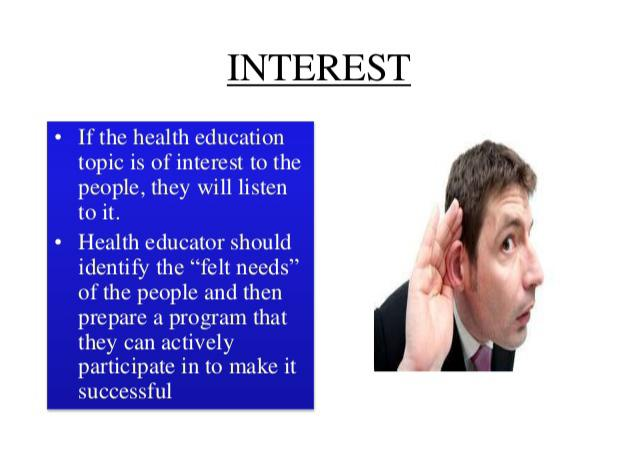 INTEREST
• If the health education
topic is of interest to the
people, they will listen
to it.
• Health educator should
identify the “felt needs”
of the people and then
prepare a program that
they can actively
participate in to make it
successful